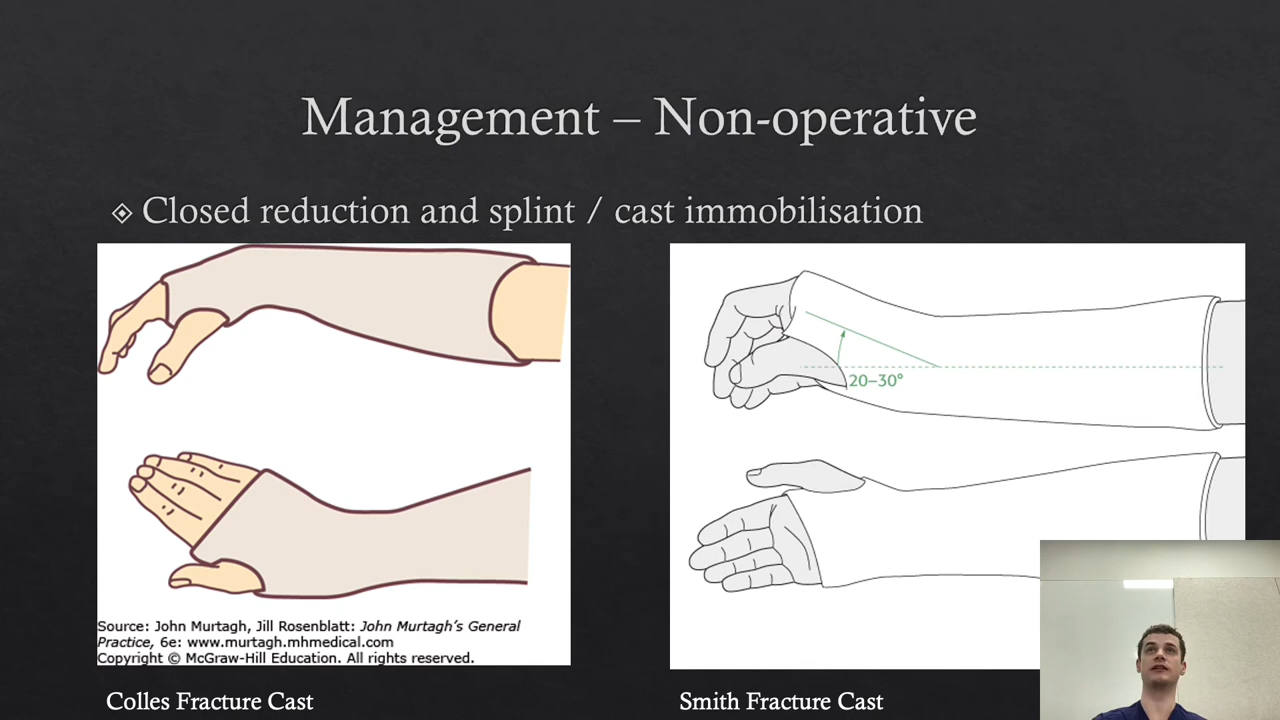 Management – Non-operative
Closed reduction and splint / cast immobilisation
20–30°
Source: John Murtagh, Jill Rosenblatt: John Murtagh’s General
Practice, 6e: www.murtagh.mhmedical.com
Copyright © McGraw-Hill Education. All rights reserved.
Colles Fracture Cast
Smith Fracture Cast